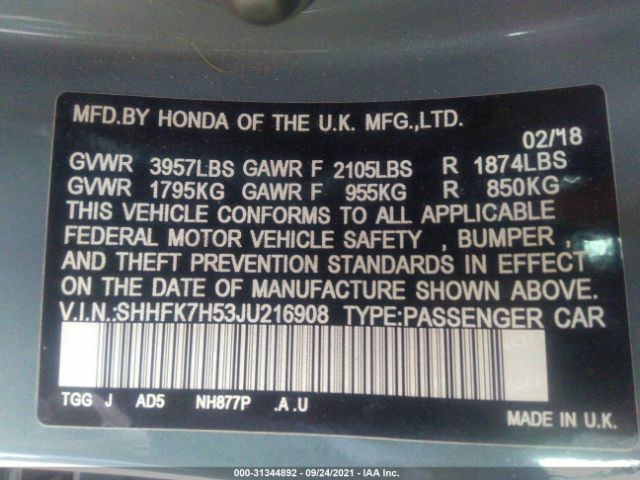 MFD.BY HONDA OF THE U.K. MFG.,LTD.
02/18
GVWR 3957LBS GAWR F 2105LBS R 1874LBS
GVWR 1795KG GAWR F 955KG R 850KG
THIS VEHICLE CONFORMS TO ALL APPLICABLE
FEDERAL MOTOR VEHICLE SAFETY , BUMPER ,
AND THEFT PREVENTION STANDARDS IN EFFECT
ON THE DATE OF MANUFACTURE SHOWN ABOVE.
V.I.N.:SHHFK7H53JU216908 TYPE:PASSENGER CAR
TGG J AD5 NH877P .A .U
MADE IN U.K.
000-31344892 — 09/24/2021 — IAA Inc.